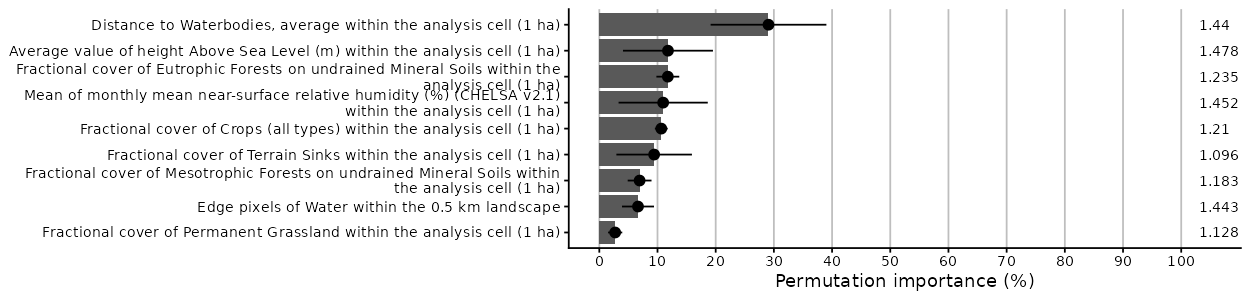 Distance to Waterbodies, average within the analysis cell (1 ha)
1.44
Average value of height Above Sea Level (m) within the analysis cell (1 ha)
1.478
Fractional cover of Eutrophic Forests on undrained Mineral Soils within the
analysis cell (1 ha)
1.235
Mean of monthly mean near-surface relative humidity (%) (CHELSA v2.1)
within the analysis cell (1 ha)
1.452
Fractional cover of Crops (all types) within the analysis cell (1 ha)
1.21
Fractional cover of Terrain Sinks within the analysis cell (1 ha)
1.096
Fractional cover of Mesotrophic Forests on undrained Mineral Soils within
the analysis cell (1 ha)
1.183
Edge pixels of Water within the 0.5 km landscape
1.443
Fractional cover of Permanent Grassland within the analysis cell (1 ha)
1.128
0 10 20 30 40 50 60 70 80 90 100
Permutation importance (%)